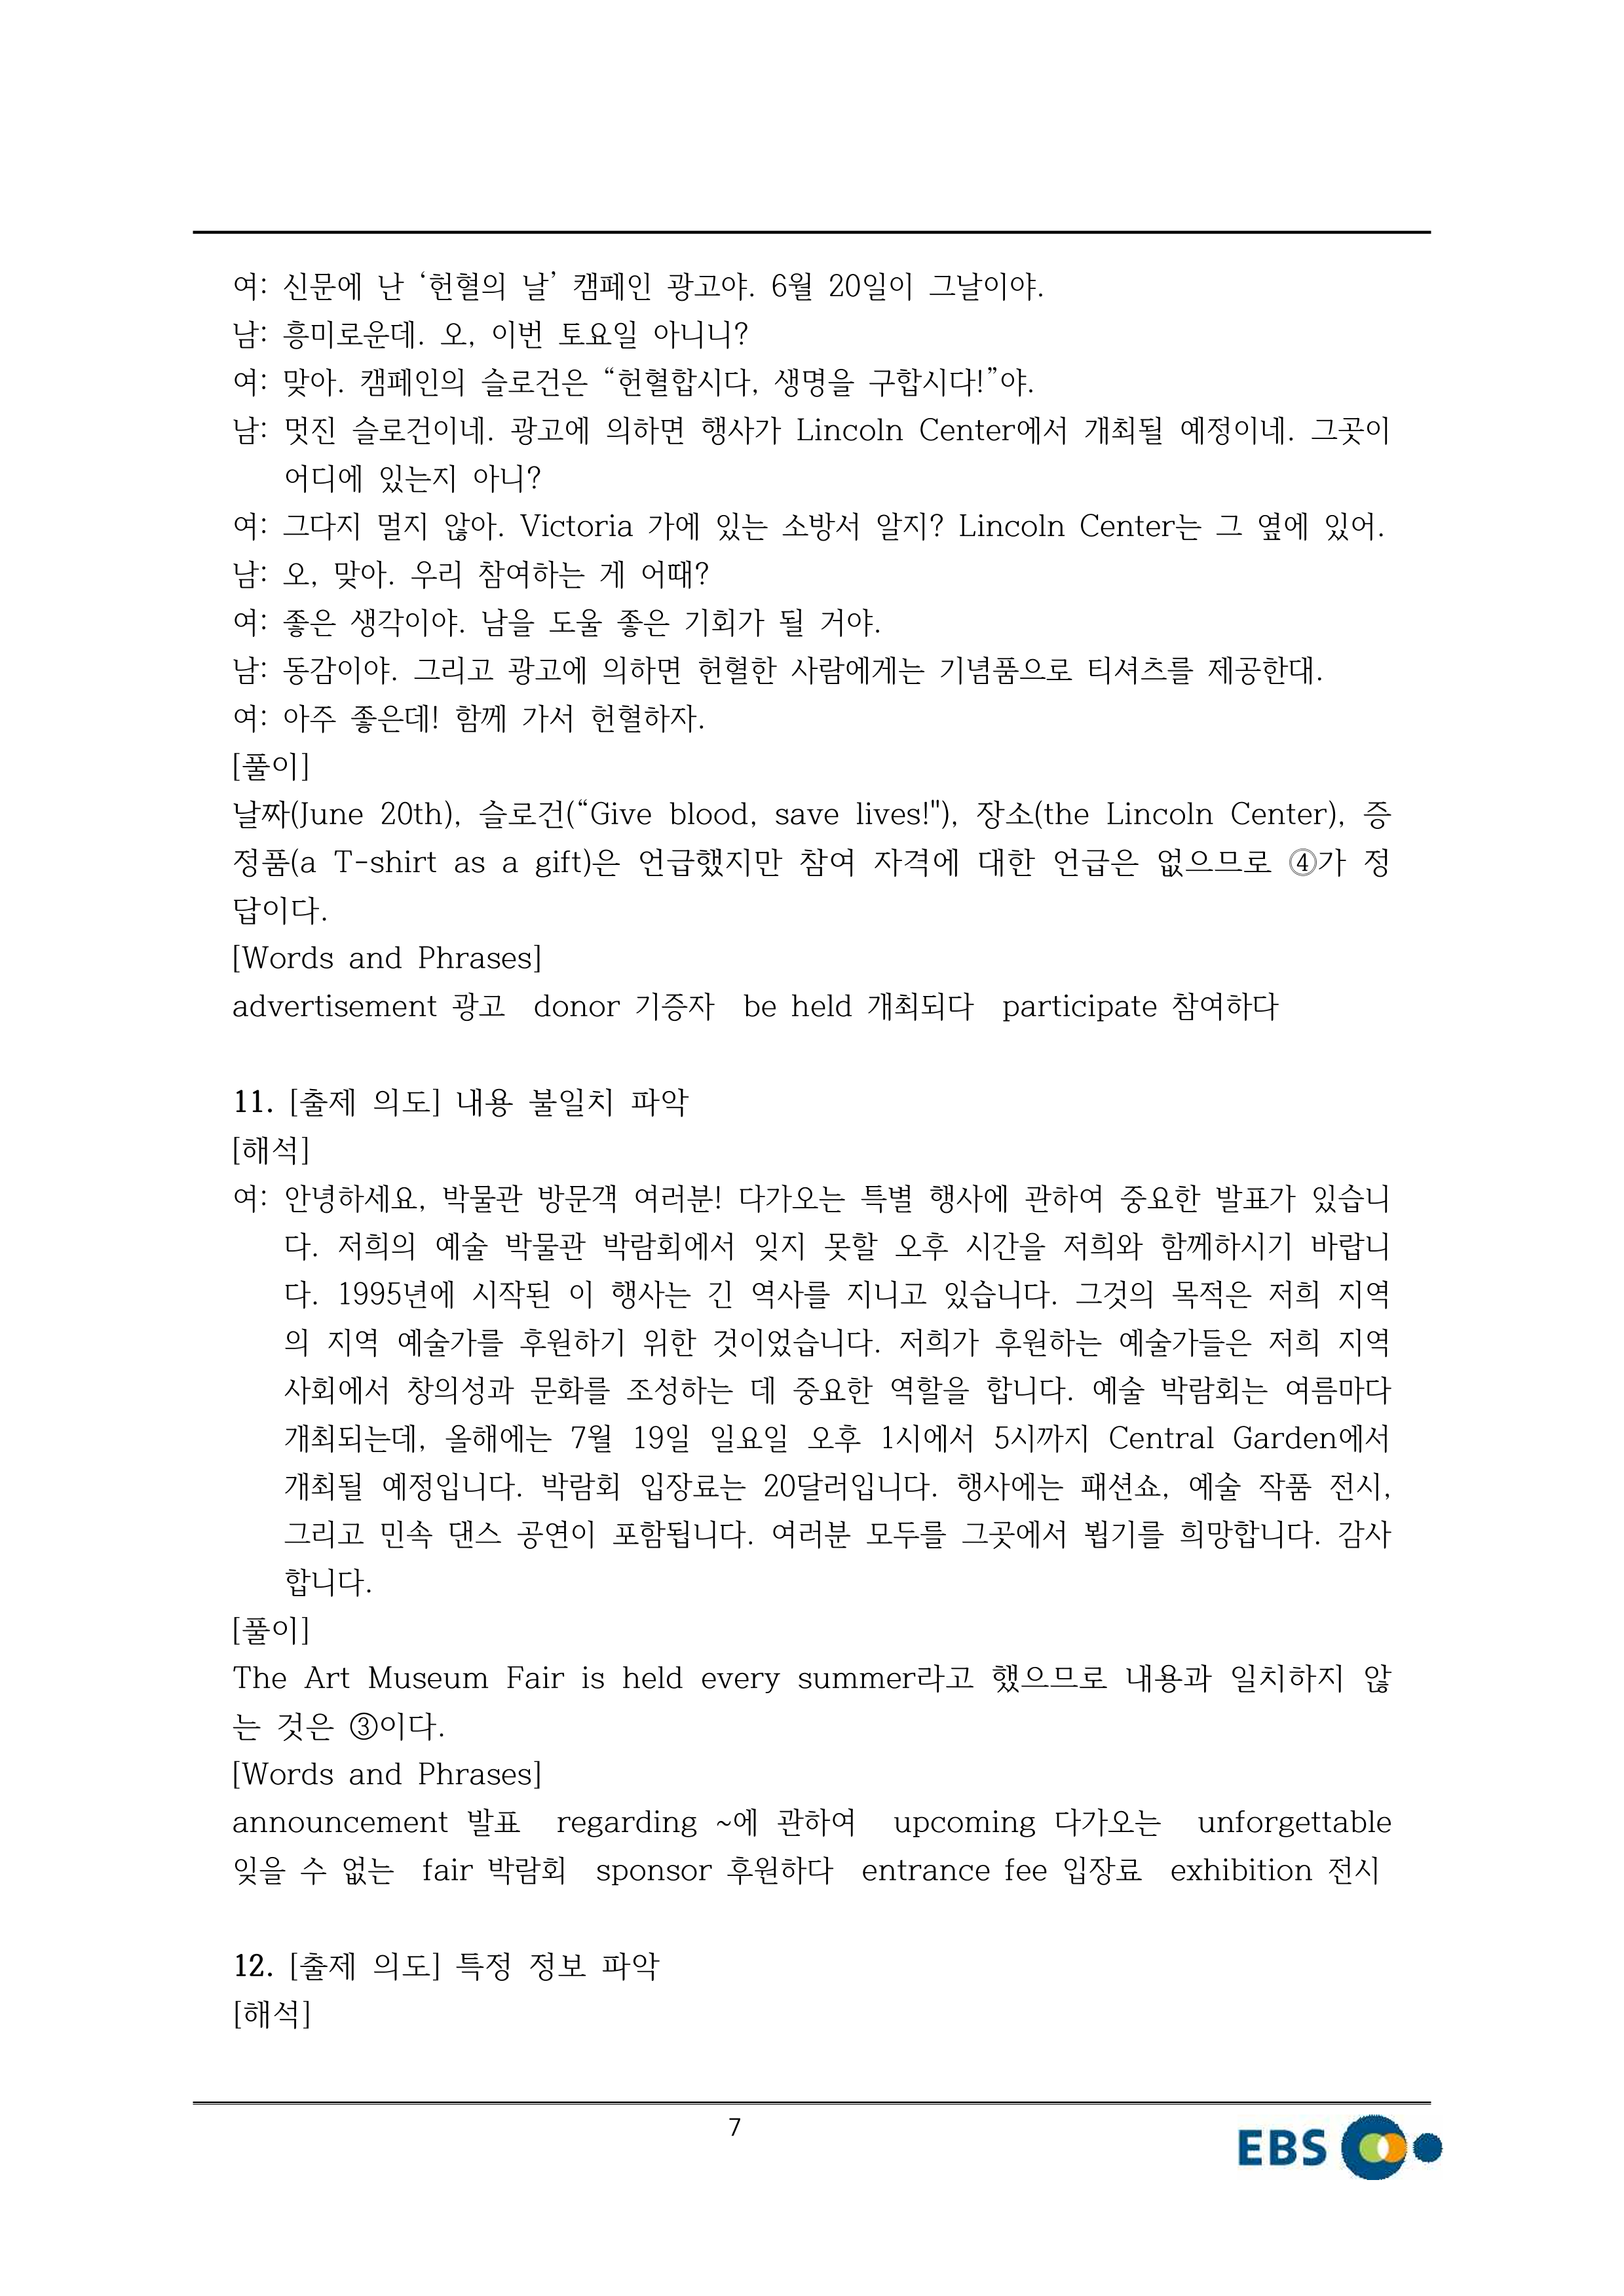 여: 신문에 난 ‘헌혈의 날’ 캠페인 광고야. 6월 20일이 그날이야.
남: 흥미로운데. 오, 이번 토요일 아니니?
여: 맞아. 캠페인의 슬로건은 “헌혈합시다, 생명을 구합시다!”야.
남: 멋진 슬로건이네. 광고에 의하면 행사가 Lincoln Center에서 개최될 예정이네. 그곳이
어디에 있는지 아니?
여: 그다지 멀지 않아. Victoria 가에 있는 소방서 알지? Lincoln Center는 그 옆에 있어.
남: 오, 맞아. 우리 참여하는 게 어때?
여: 좋은 생각이야. 남을 도울 좋은 기회가 될 거야.
남: 동감이야. 그리고 광고에 의하면 헌혈한 사람에게는 기념품으로 티셔츠를 제공한대.
여: 아주 좋은데! 함께 가서 헌혈하자.
[풀이]
날짜(June 20th), 슬로건(“Give blood, save lives!"), 장소(the Lincoln Center), 증
정품(a T-shirt as a gift)은 언급했지만 참여 자격에 대한 언급은 없으므로 ④가 정
답이다.
[Words and Phrases]
advertisement 광고 donor 기증자 be held 개최되다 participate 참여하다
11. [출제 의도] 내용 불일치 파악
[해석]
여: 안녕하세요, 박물관 방문객 여러분! 다가오는 특별 행사에 관하여 중요한 발표가 있습니
다. 저희의 예술 박물관 박람회에서 잊지 못할 오후 시간을 저희와 함께하시기 바랍니
다. 1995년에 시작된 이 행사는 긴 역사를 지니고 있습니다. 그것의 목적은 저희 지역
의 지역 예술가를 후원하기 위한 것이었습니다. 저희가 후원하는 예술가들은 저희 지역
사회에서 창의성과 문화를 조성하는 데 중요한 역할을 합니다. 예술 박람회는 여름마다
개최되는데, 올해에는 7월 19일 일요일 오후 1시에서 5시까지 Central Garden에서
개최될 예정입니다. 박람회 입장료는 20달러입니다. 행사에는 패션쇼, 예술 작품 전시,
그리고 민속 댄스 공연이 포함됩니다. 여러분 모두를 그곳에서 뵙기를 희망합니다. 감사
합니다.
[풀이]
The Art Museum Fair is held every summer라고 했으므로 내용과 일치하지 않
는 것은 ③이다.
[Words and Phrases]
announcement 발표 regarding ~에 관하여 upcoming 다가오는 unforgettable
잊을 수 없는 fair 박람회 sponsor 후원하다 entrance fee 입장료 exhibition 전시
12. [출제 의도] 특정 정보 파악
[해석]
7
EBS